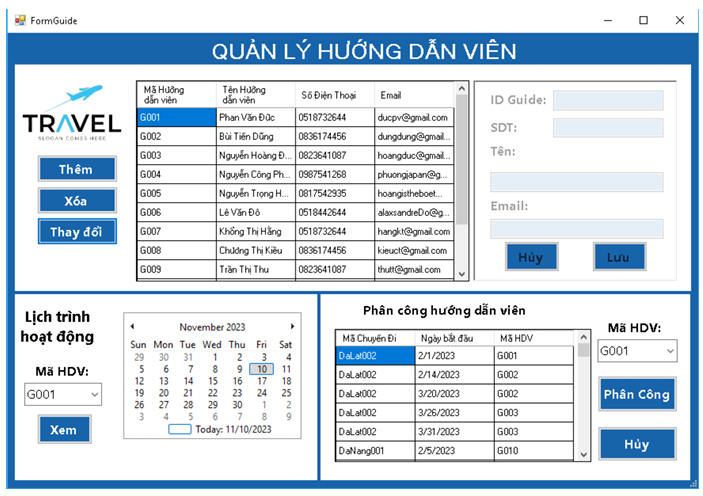 FormGuide
QUẢN LÝ HƯỚNG DẪN VIÊN
TRAVEL
SLOGAN COMES HERE
Thêm
Xóa
Thay đổi
Mã Hướng dẫn viên Tên Hướng dẫn viên Số Điện Thoại Email
G001 Phan Văn Đức 0518732644 ducpv@gmail.com
G002 Bùi Tiến Dũng 0836174456 dungdung@gmail...
G003 Nguyễn Hoàng Đ... 0823641087 hoangduc@gmail...
G004 Nguyễn Công Ph... 0987541268 phuongjapan@g...
G005 Nguyễn Trọng H... 0817542935 hoangistheboet...
G006 Lê Văn Đô 0518442644 alaxsandreDo@g...
G007 Khổng Thị Hằng 0518732644 hangkt@gmail.com
G008 Chương Thị Kiều 0836174456 kieuct@gmail.com
G009 Trần Thị Thu 0823641087 thutt@gmail.com
ID Guide:
SDT:
Tên:
Email:
Hủy Lưu
Lịch trình
hoạt động
Mã HDV:
G001
Xem
November 2023
Sun Mon Tue Wed Thu Fri Sat
29 30 31 1 2 3 4
5 6 7 8 9 10 11
12 13 14 15 16 17 18
19 20 21 22 23 24 25
26 27 28 29 30 1 2
3 4 5 6 7 8 9
Today: 11/10/2023
Phân công hướng dẫn viên
Mã Chuyến Đi Ngày bắt đầu Mã HDV
DaLat002 2/1/2023 G001
DaLat002 2/14/2023 G002
DaLat002 3/20/2023 G002
DaLat002 3/26/2023 G003
DaLat002 3/31/2023 G003
DaNang001 2/5/2023 G010
Mã HDV:
G001
Phân Công
Hủy